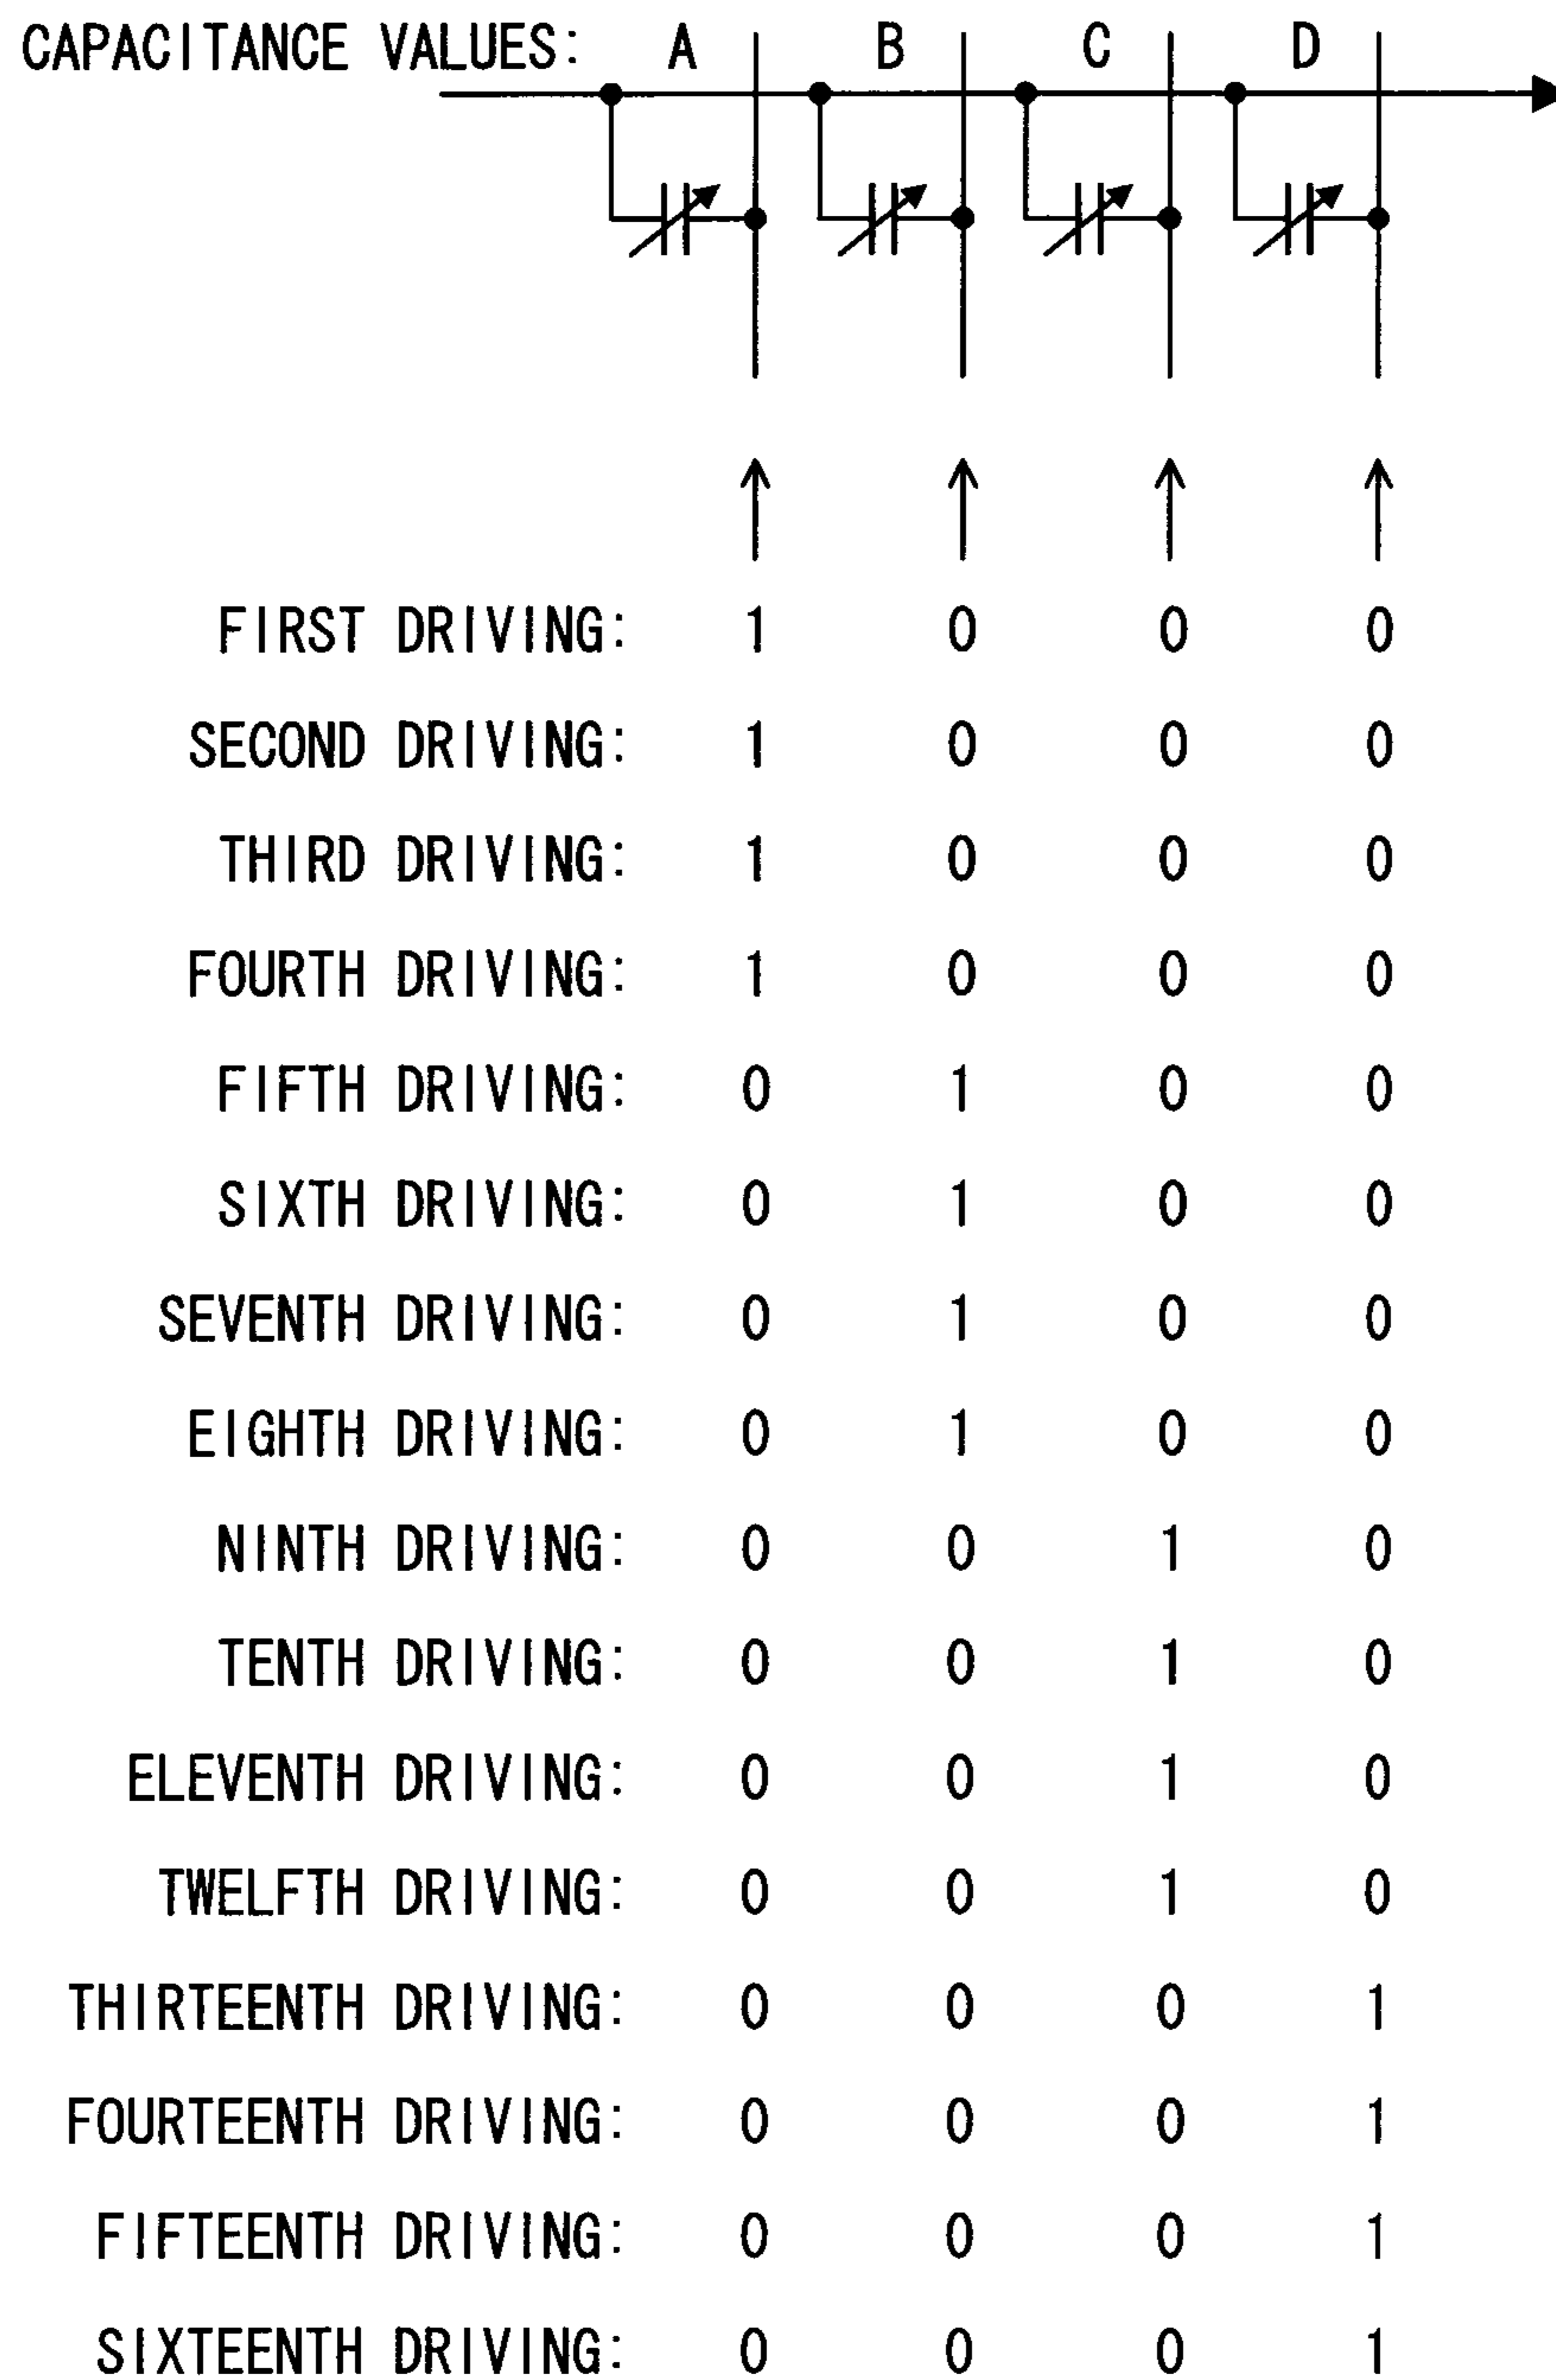 CAPACITANCE VALUES: A B C D
FIRST DRIVING: 1 0 0 0
SECOND DRIVING: 1 0 0 0
THIRD DRIVING: 1 0 0 0
FOURTH DRIVING: 1 0 0 0
FIFTH DRIVING: 0 1 0 0
SIXTH DRIVING: 0 1 0 0
SEVENTH DRIVING: 0 1 0 0
EIGHTH DRIVING: 0 1 0 0
NINTH DRIVING: 0 0 1 0
TENTH DRIVING: 0 0 1 0
ELEVENTH DRIVING: 0 0 1 0
TWELFTH DRIVING: 0 0 1 0
THIRTEENTH DRIVING: 0 0 0 1
FOURTEENTH DRIVING: 0 0 0 1
FIFTEENTH DRIVING: 0 0 0 1
SIXTEENTH DRIVING: 0 0 0 1